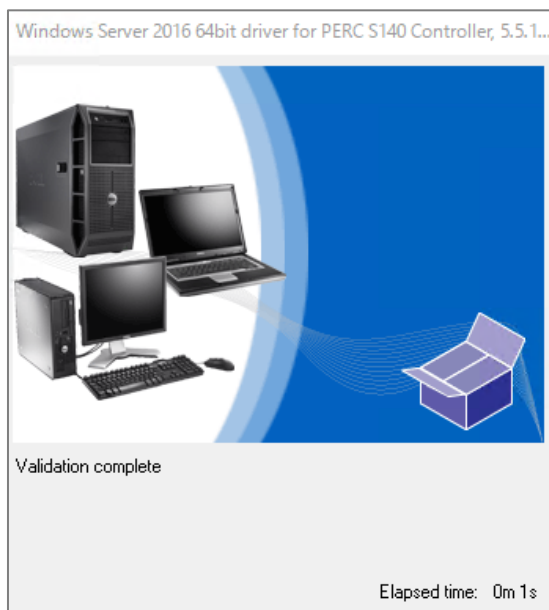 Windows Server 2016 64bit driver for PERC S140 Controller, 5.5.1...
Validation complete
Elapsed time: 0m 1s